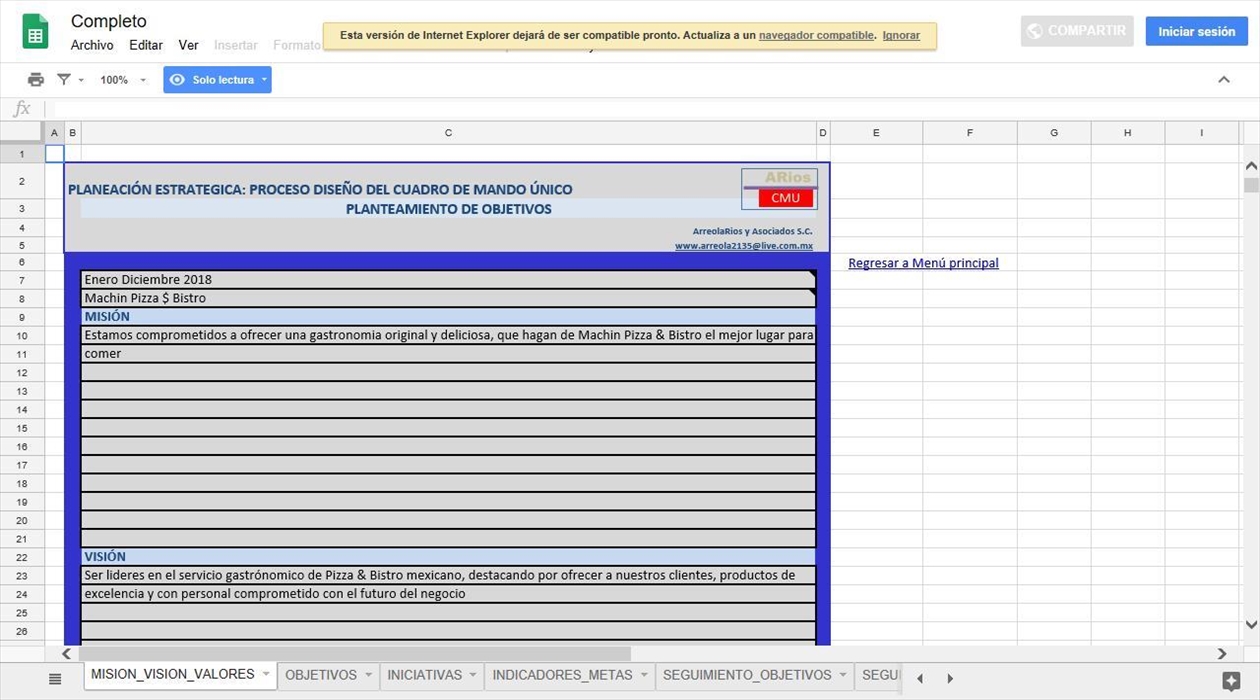 Completo
Archivo Editar Ver Insertar Formato
Esta versión de Internet Explorer dejará de ser compatible pronto. Actualiza a un navegador compatible. Ignorar
COMPARTIR
Iniciar sesión
100% Solo lectura
fx
A B C D E F G H I
1
2 PLANEACIÓN ESTRATEGICA: PROCESO DISEÑO DEL CUADRO DE MANDO ÚNICO
ARios
CMU
3 PLANTEAMIENTO DE OBJETIVOS
4 ArreolaRios y Asociados S.C.
5 www.arreola2135@live.com.mx
6 Regresar a Menú principal
7 Enero Diciembre 2018
8 Machin Pizza $ Bistro
9 MISIÓN
10 Estamos comprometidos a ofrecer una gastronomia original y deliciosa, que hagan de Machin Pizza & Bistro el mejor lugar para
11 comer
12
13
14
15
16
17
18
19
20
21
22 VISIÓN
23 Ser lideres en el servicio gastrónomico de Pizza & Bistro mexicano, destacando por ofrecer a nuestros clientes, productos de
24 excelencia y con personal comprometido con el futuro del negocio
25
26
MISION_VISION_VALORES OBJETIVOS INICIATIVAS INDICADORES_METAS SEGUIMIENTO_OBJETIVOS SEGU